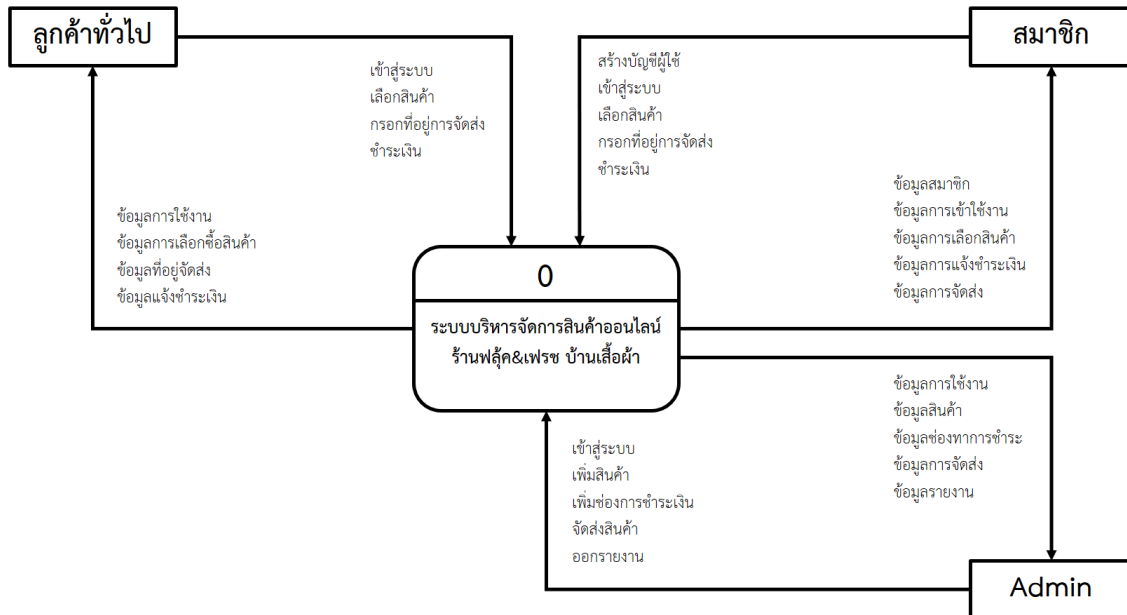 ลูกค้าทั่วไป
สมาชิก
เข้าสู่ระบบ
เลือกสินค้า
กรอกที่อยู่การจัดส่ง
ชำระเงิน
สร้างบัญชีผู้ใช้
เข้าสู่ระบบ
เลือกสินค้า
กรอกที่อยู่การจัดส่ง
ชำระเงิน
ข้อมูลการใช้งาน
ข้อมูลการเลือกซื้อสินค้า
ข้อมูลที่อยู่จัดส่ง
ข้อมูลแจ้งชำระเงิน
ข้อมูลสมาชิก
ข้อมูลการเข้าใช้งาน
ข้อมูลการเลือกสินค้า
ข้อมูลการแจ้งชำระเงิน
ข้อมูลการจัดส่ง
0
ระบบบริหารจัดการสินค้าออนไลน์
ร้านฟลุ้ค&เฟรช บ้านเสื้อผ้า
เข้าสู่ระบบ
เพิ่มสินค้า
เพิ่มช่องการชำระเงิน
จัดส่งสินค้า
ออกรายงาน
ข้อมูลการใช้งาน
ข้อมูลสินค้า
ข้อมูลช่องทาการชำระ
ข้อมูลการจัดส่ง
ข้อมูลรายงาน
Admin